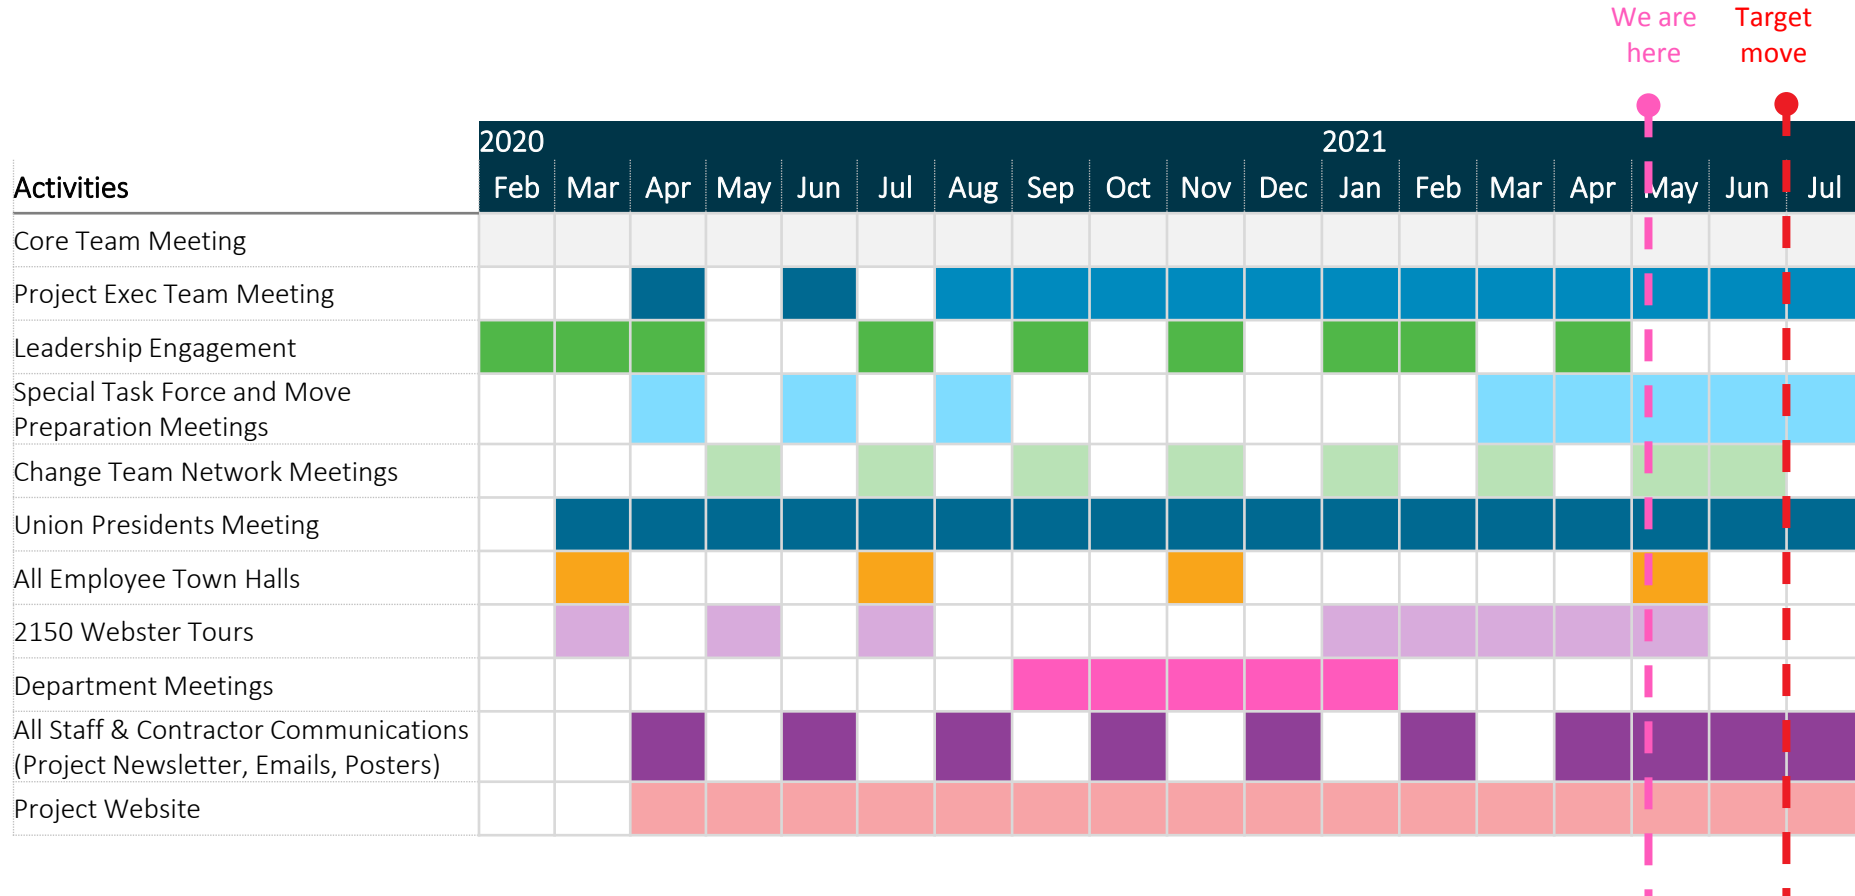 We are Target
here move
2020 2021
Activities Feb Mar Apr May Jun Jul Aug Sep Oct Nov Dec Jan Feb Mar Apr May Jun Jul
Core Team Meeting
Project Exec Team Meeting
Leadership Engagement
Special Task Force and Move
Preparation Meetings
Change Team Network Meetings
Union Presidents Meeting
All Employee Town Halls
2150 Webster Tours
Department Meetings
All Staff & Contractor Communications
(Project Newsletter, Emails, Posters)
Project Website